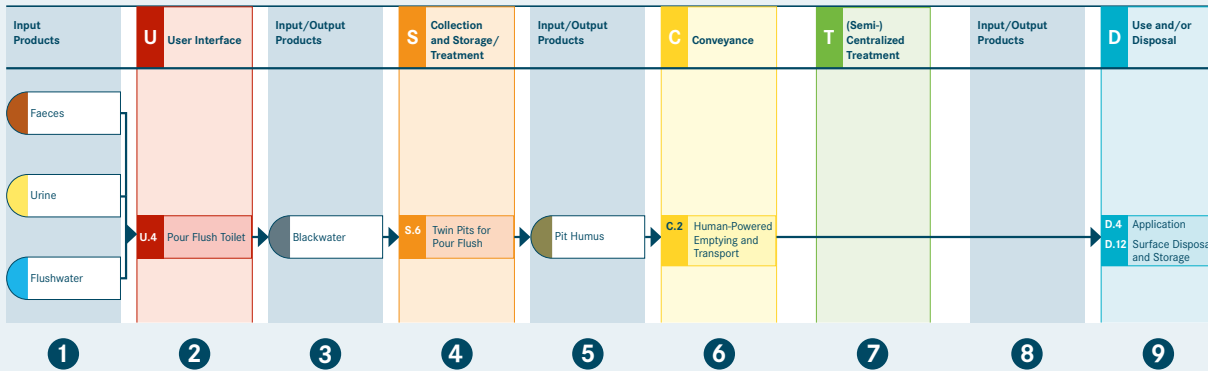 Input
Products
U User Interface
Input/Output
Products
S Collection
and Storage/
Treatment
Input/Output
Products
C Conveyance
T (Semi-)
Centralized
Treatment
Input/Output
Products
D Use and/or
Disposal
Faeces
Urine
Flushwater
U.4 Pour Flush Toilet
Blackwater
S.6 Twin Pits for
Pour Flush
Pit Humus
C.2 Human-Powered
Emptying and
Transport
D.4 Application
D.12 Surface Disposa
and Storage
1 2 3 4 5 6 7 8 9